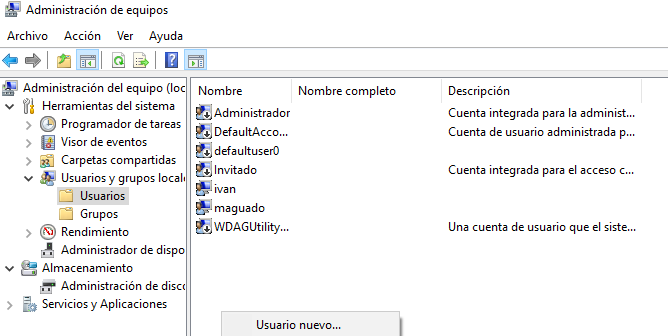 Administración de equipos
Archivo Acción Ver Ayuda
Administración del equipo (loc
Herramientas del sistema
Programador de tareas
Visor de eventos
Carpetas compartidas
Usuarios y grupos locale
Usuarios
Grupos
Rendimiento
Administrador de dispo
Almacenamiento
Administración de disco
Servicios y Aplicaciones
Nombre Nombre completo Descripción
Administrador Cuenta integrada para la administ...
DefaultAcco... Cuenta de usuario administrada p...
defaultuser0
Invitado Cuenta integrada para el acceso c...
ivan
maguado
WDAGUtility... Una cuenta de usuario que el siste...
Usuario nuevo...